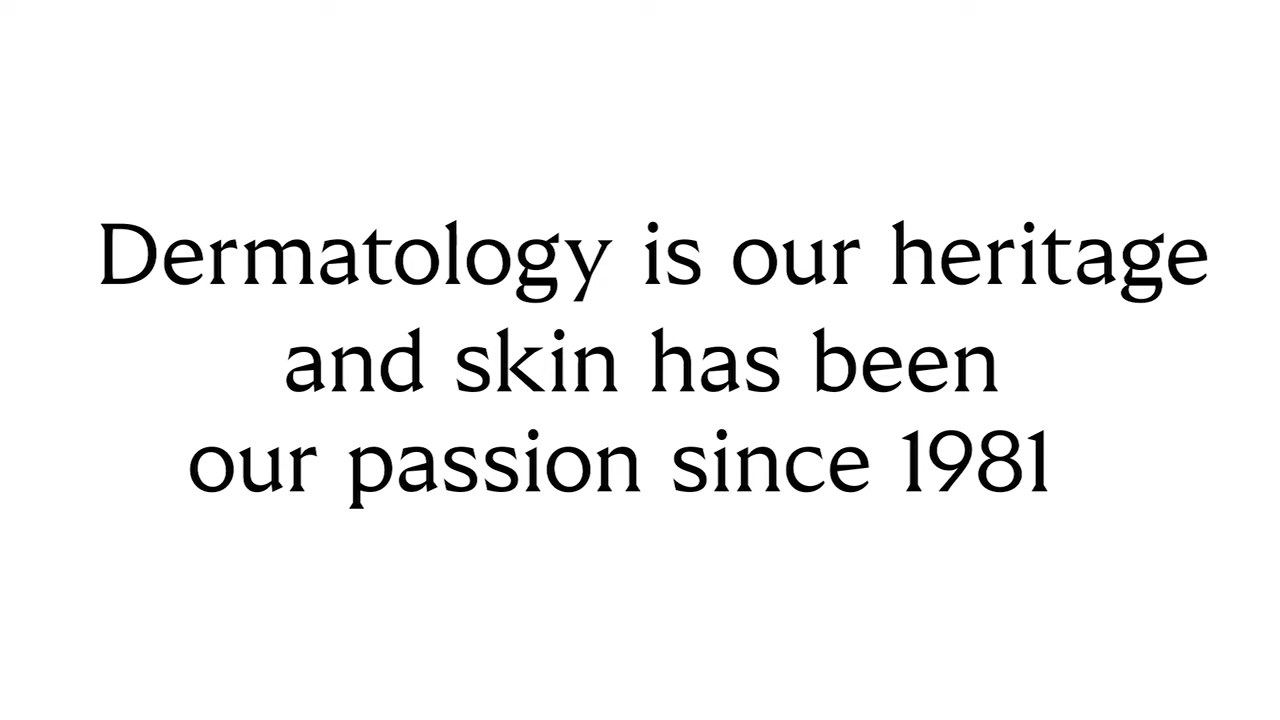 Dermatology is our heritage
and skin has been
our passion since 1981